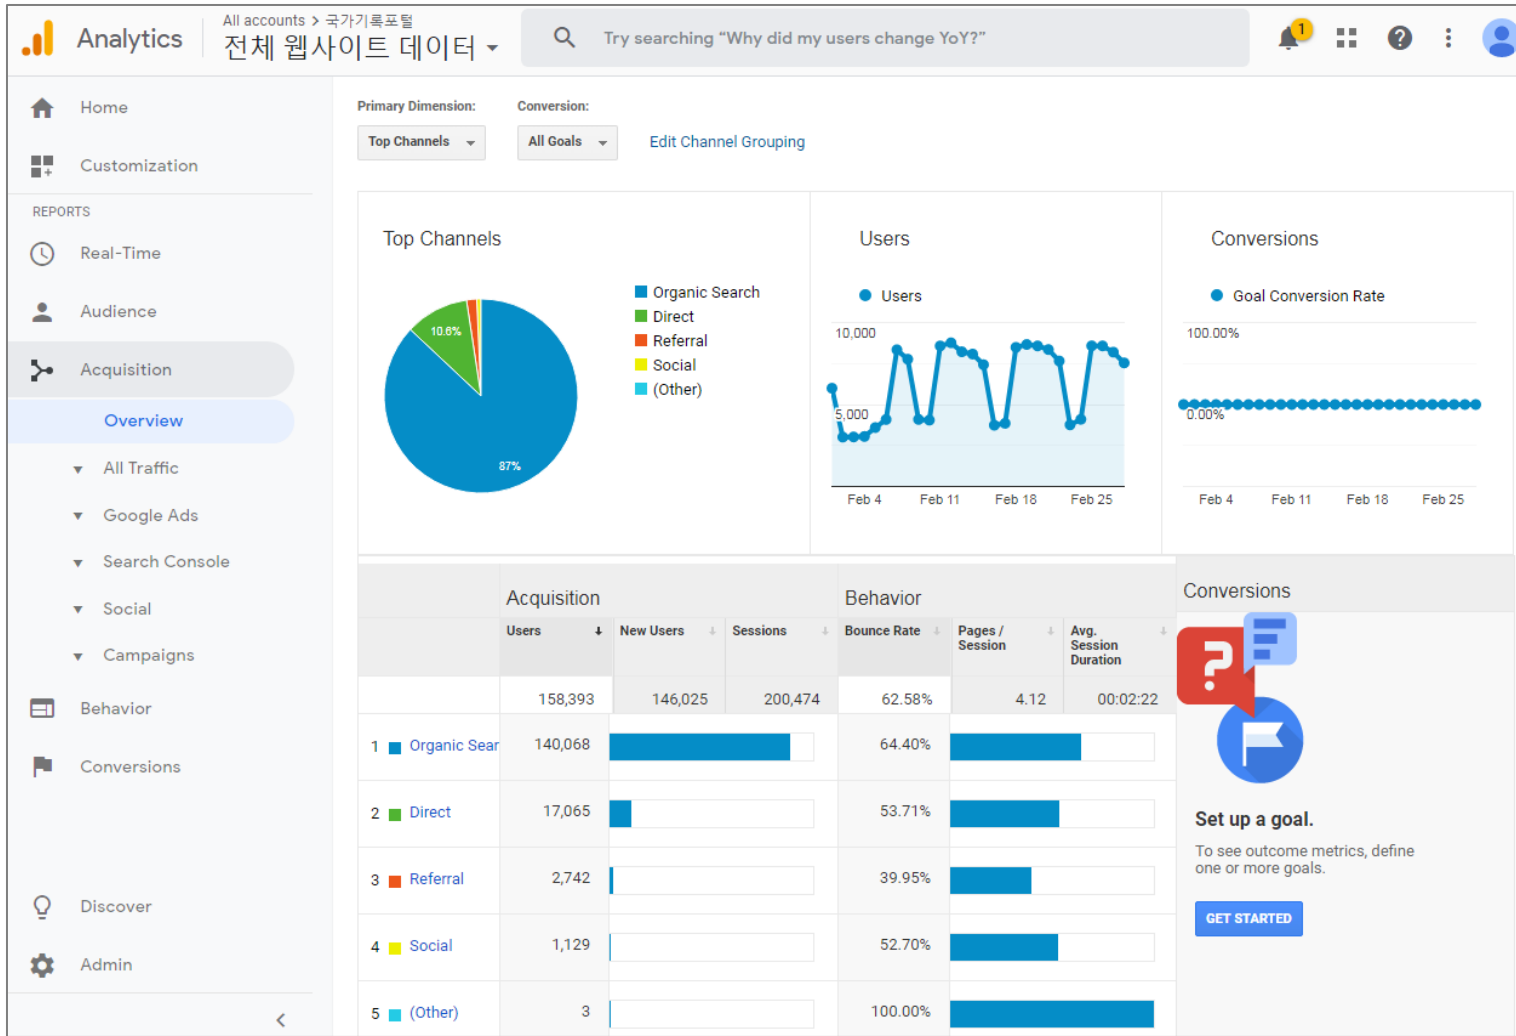 Analytics
All accounts > 국가기록포털
전체 웹사이트 데이터
Try searching “Why did my users change YoY?”
1
Home
Customization
REPORTS
Real-Time
Audience
Acquisition
Overview
All Traffic
Google Ads
Search Console
Social
Campaigns
Behavior
Conversions
Discover
Admin
Primary Dimension:
Conversion:
Top Channels
All Goals
Edit Channel Grouping
Top Channels
10.6%
87%
Organic Search
Direct
Referral
Social
(Other)
Users
Users
10,000
5,000
Feb 4 Feb 11 Feb 18 Feb 25
Conversions
Goal Conversion Rate
100.00%
0.00%
Feb 4 Feb 11 Feb 18 Feb 25
Acquisition Behavior Conversions
Users New Users Sessions Bounce Rate Pages / Session Avg. Session Duration
158,393 146,025 200,474 62.58% 4.12 00:02:22
1 Organic Sear 140,068 64.40%
2 Direct 17,065 53.71%
3 Referral 2,742 39.95%
4 Social 1,129 52.70%
5 (Other) 3 100.00%
?
Set up a goal.
To see outcome metrics, define
one or more goals.
GET STARTED